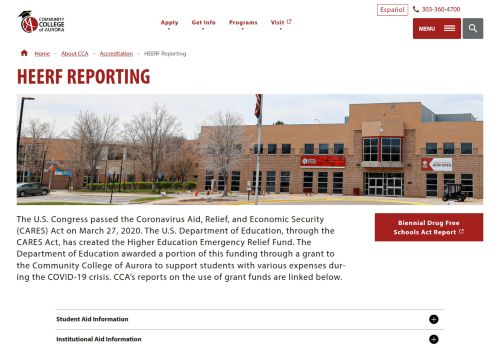 COMMUNITY
COLLEGE
of AURORA
Apply
Get Info
Programs
Visit
Español
303-360-4700
MENU
Home – About CCA – Accreditation – HEERF Reporting
HEERF REPORTING
NOW OPEN
The U.S. Congress passed the Coronavirus Aid, Relief, and Economic Security
(CARES) Act on March 27, 2020. The U.S. Department of Education, through the
CARES Act, has created the Higher Education Emergency Relief Fund. The
Department of Education awarded a portion of this funding through a grant to
the Community College of Aurora to support students with various expenses dur-
ing the COVID-19 crisis. CCA's reports on the use of grant funds are linked below.
Biennial Drug Free
Schools Act Report
Student Aid Information
Institutional Aid Information